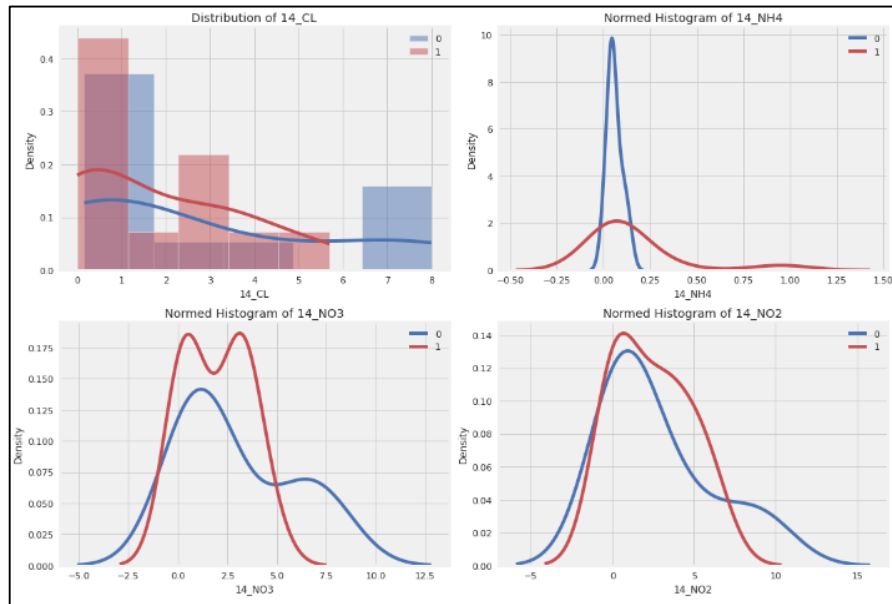 Distribution of 14_CL
0
1
0.4
0.3
0.2
0.1
0.0
Density
0 1 2 3 4 5 6 7 8
14_CL
Normed Histogram of 14_NH4
0
1
10
8
6
4
2
0
Density
−0.50 −0.25 0.00 0.25 0.50 0.75 1.00 1.25 1.50
14_NH4
Normed Histogram of 14_NO3
0
1
0.175
0.150
0.125
0.100
0.075
0.050
0.025
0.000
Density
−5.0 −2.5 0.0 2.5 5.0 7.5 10.0 12.5
14_NO3
Normed Histogram of 14_NO2
0
1
0.14
0.12
0.10
0.08
0.06
0.04
0.02
0.00
Density
−5 0 5 10 15
14_NO2